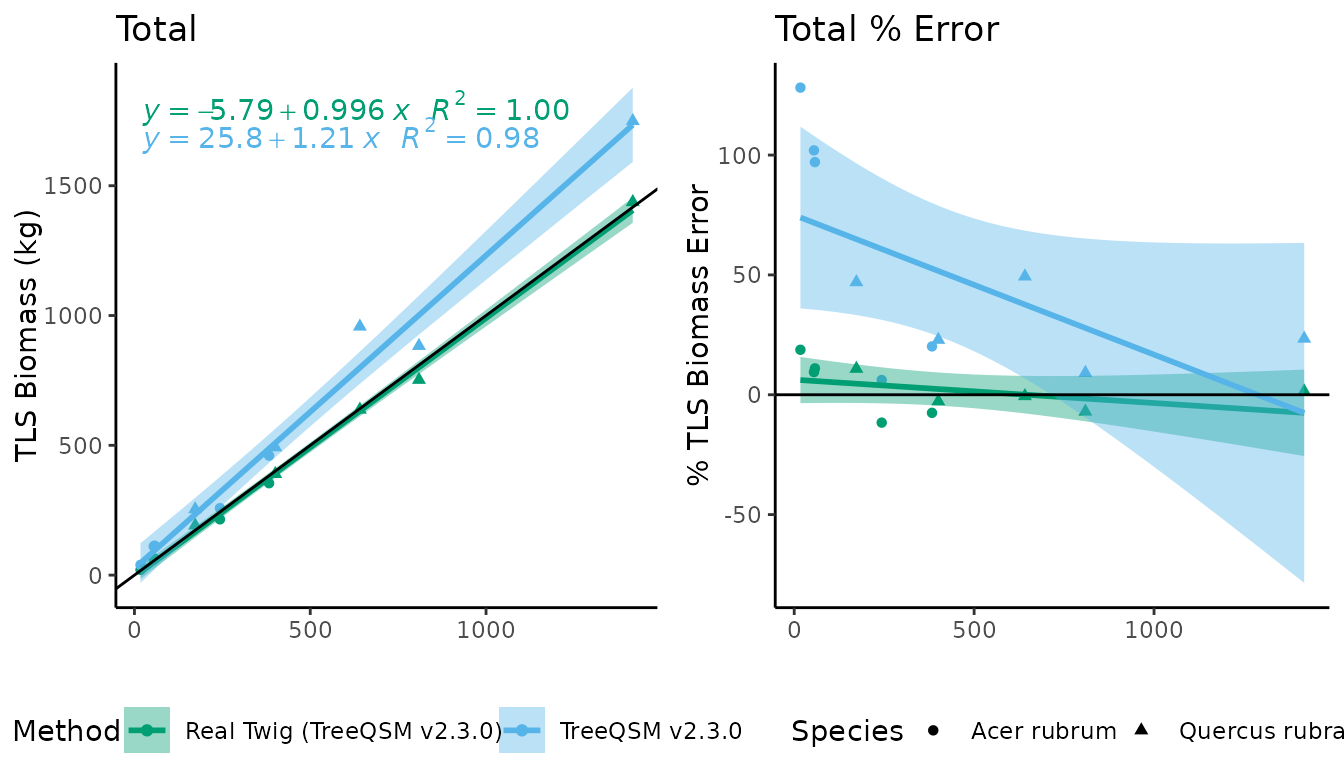 Total
y = −5.79 + 0.996 x R² = 1.00
y = 25.8 + 1.21 x R² = 0.98
TLS Biomass (kg)
1500
1000
500
0
0 500 1000
Total % Error
% TLS Biomass Error
100
50
0
-50
0 500 1000
Method Real Twig (TreeQSM v2.3.0) TreeQSM v2.3.0 Species Acer rubrum Quercus rubra